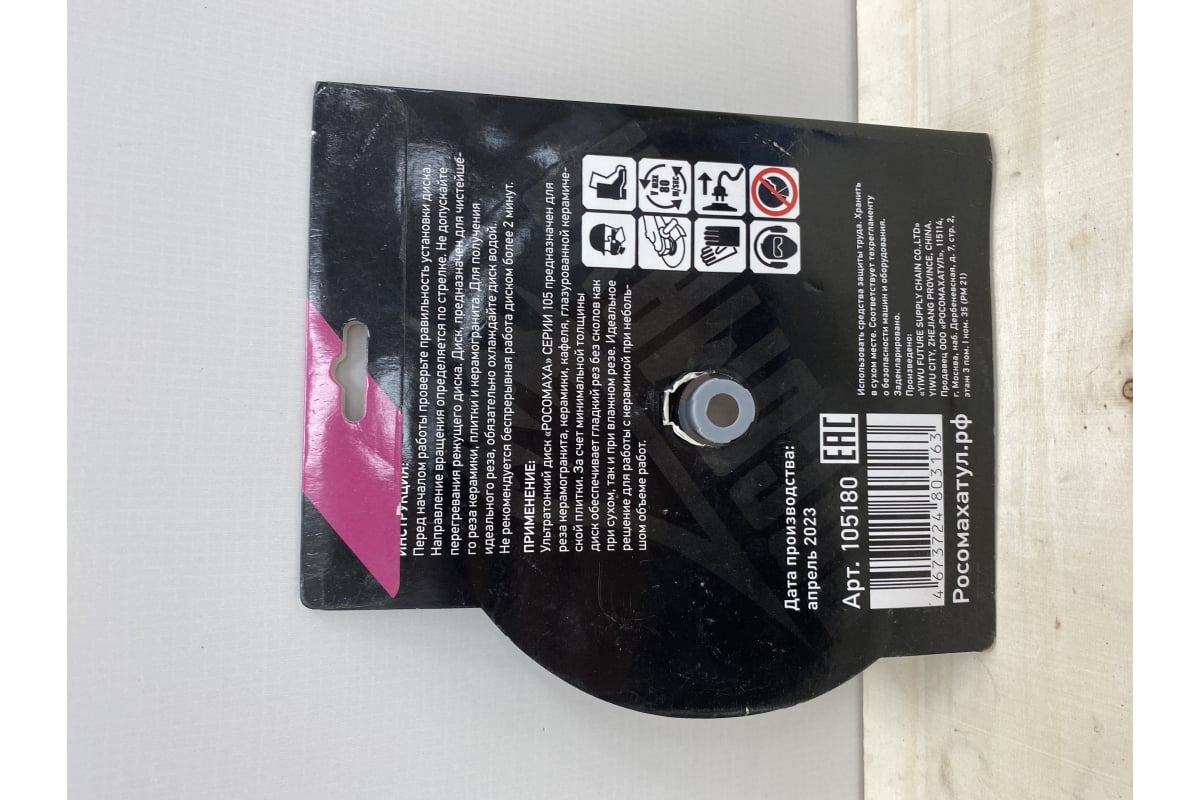 ИНСТРУКЦИЯ:
Перед началом работы проверьте правильность установки диска.
Направление вращения определяется по стрелке. Не допускайте
перегревания режущего диска. Диск, предназначен для чистейше-
го реза керамики, плитки и керамогранита. Для получения
идеального реза, обязательно охлаждайте диск водой.
Не рекомендуется беспрерывная работа диском более 2 минут.
ПРИМЕНЕНИЕ:
Ультратонкий диск «РОСОМАХА» СЕРИИ 105 предназначен для
реза керамогранита, керамики, кафеля, глазурованной керамиче-
ской плитки. За счет минимальной толщины
диск обеспечивает гладкий рез без сколов как
при сухом, так и при влажном резе. Идеальное
решение для работы с керамикой при неболь-
шом объеме работ.
V max
80
м/сек
Дата производства:
апрель 2023
Арт. 105180
EAC
4 673724 803163
Росомахатул.рф
Использовать средства защиты труда. Хранить
в сухом месте. Соответствует техрегламенту
о безопасности машин и оборудования.
Задекларировано.
Произведено:
«YIWU FUTURE SUPPLY CHAIN CO.,LTD»
YIWU CITY, ZHEJIANG PROVINCE, CHINA.
Продавец ООО «РОСОМАХАТУЛ», 115114,
г. Москва, наб. Дербеневская, д. 7, стр. 2,
этаж 3 пом. I ком. 35 (РМ 21)